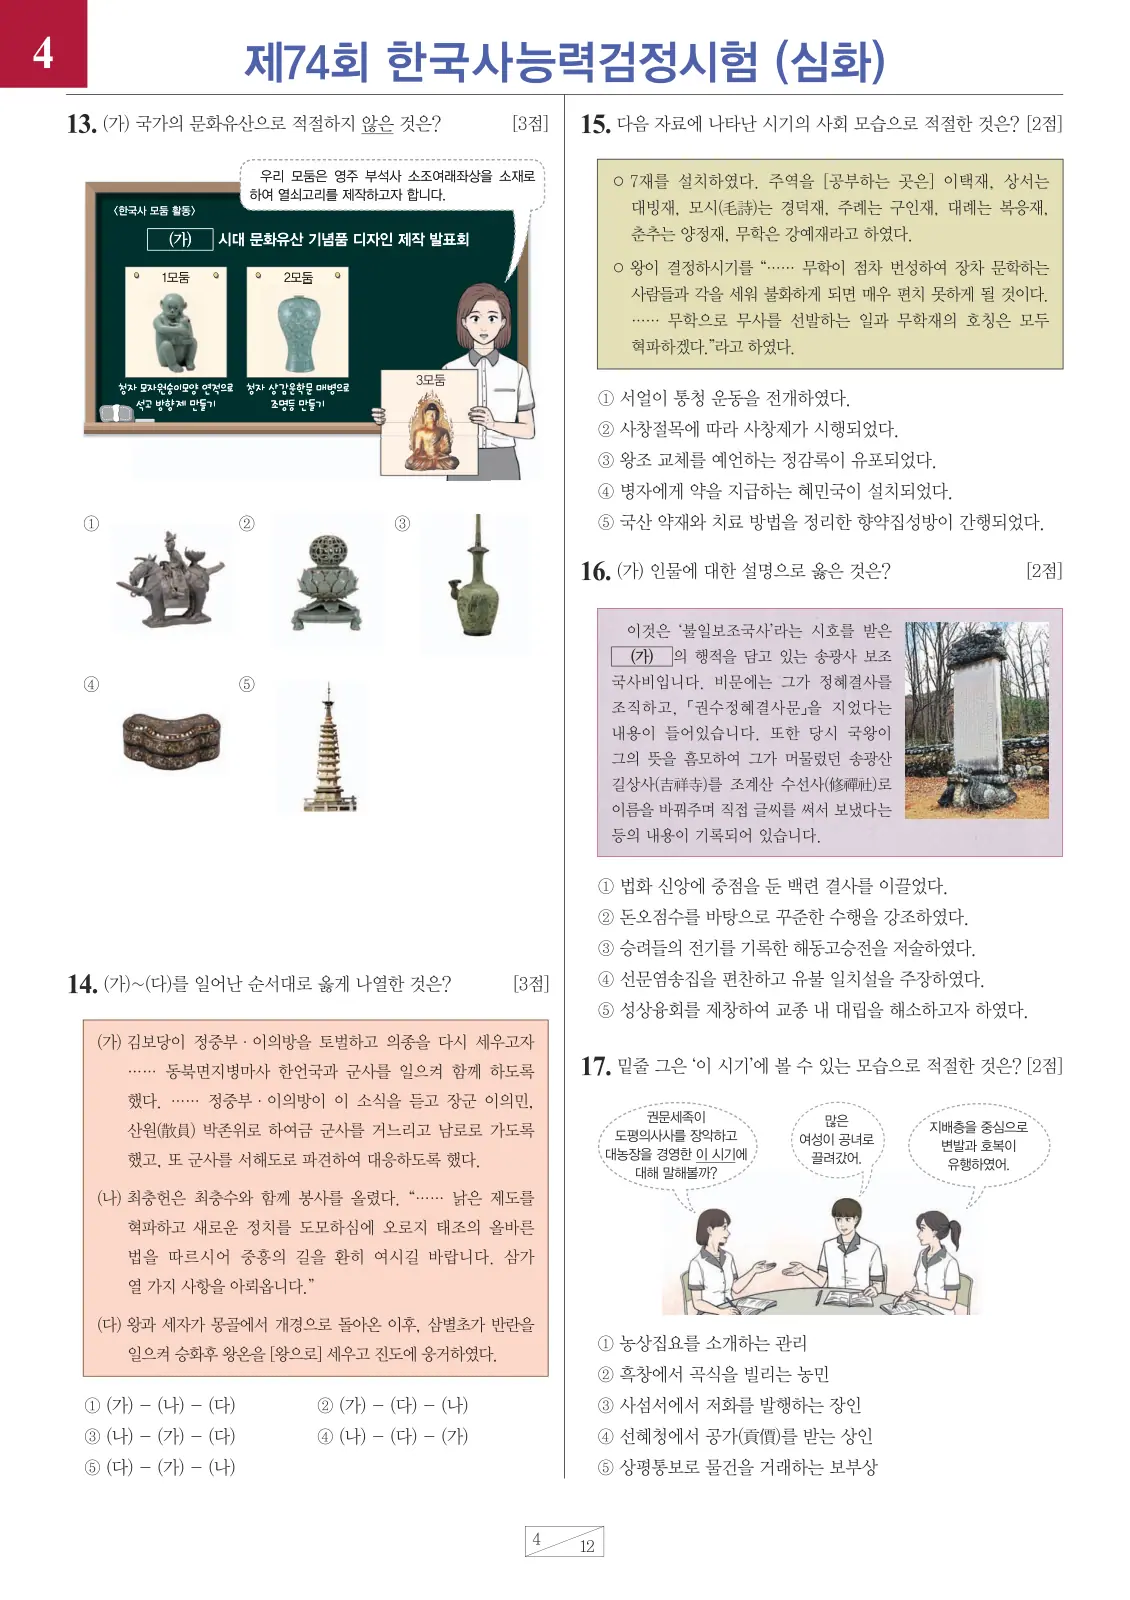 4
제74회 한국사능력검정시험 (심화)
13. (가) 국가의 문화유산으로 적절하지 않은 것은? [3점]
우리 모둠은 영주 부석사 소조여래좌상을 소재로
하여 열쇠고리를 제작하고자 합니다.
<한국사 모둠 활동>
(가) 시대 문화유산 기념품 디자인 제작 발표회
1모둠
2모둠
청자 모자원숭이모양 연적으로
석고 방향제 만들기
청자 상감운학문 매병으로
조명등 만들기
3모둠
①
②
③
④
⑤
14. (가)~(다)를 일어난 순서대로 옳게 나열한 것은? [3점]
(가) 김보당이 정중부·이의방을 토벌하고 의종을 다시 세우고자
…… 동북면지병마사 한언국과 군사를 일으켜 함께 하도록
했다. …… 정중부·이의방이 이 소식을 듣고 장군 이의민,
산원(散員) 박존위로 하여금 군사를 거느리고 남로로 가도록
했고, 또 군사를 서해도로 파견하여 대응하도록 했다.
(나) 최충헌은 최충수와 함께 봉사를 올렸다. “…… 낡은 제도를
혁파하고 새로운 정치를 도모하심에 오로지 태조의 올바른
법을 따르시어 중흥의 길을 환히 여시길 바랍니다. 삼가
열 가지 사항을 아뢰옵니다.”
(다) 왕과 세자가 몽골에서 개경으로 돌아온 이후, 삼별초가 반란을
일으켜 승화후 왕온을 [왕으로] 세우고 진도에 웅거하였다.
① (가) - (나) - (다) ② (가) - (다) - (나)
③ (나) - (가) - (다) ④ (나) - (다) - (가)
⑤ (다) - (가) - (나)
15. 다음 자료에 나타난 시기의 사회 모습으로 적절한 것은? [2점]
○ 7재를 설치하였다. 주역을 [공부하는 곳은] 이택재, 상서는
대빙재, 모시(毛詩)는 경덕재, 주례는 구인재, 대례는 복응재,
춘추는 양정재, 무학은 강예재라고 하였다.
○ 왕이 결정하시기를 “…… 무학이 점차 번성하여 장차 문학하는
사람들과 각을 세워 불화하게 되면 매우 편치 못하게 될 것이다.
…… 무학으로 무사를 선발하는 일과 무학재의 호칭은 모두
혁파하겠다.”라고 하였다.
① 서얼이 통청 운동을 전개하였다.
② 사창절목에 따라 사창제가 시행되었다.
③ 왕조 교체를 예언하는 정감록이 유포되었다.
④ 병자에게 약을 지급하는 혜민국이 설치되었다.
⑤ 국산 약재와 치료 방법을 정리한 향약집성방이 간행되었다.
16. (가) 인물에 대한 설명으로 옳은 것은? [2점]
이것은 ‘불일보조국사’라는 시호를 받은
(가) 의 행적을 담고 있는 송광사 보조
국사비입니다. 비문에는 그가 정혜결사를
조직하고, 「권수정혜결사문」을 지었다는
내용이 들어있습니다. 또한 당시 국왕이
그의 뜻을 흠모하여 그가 머물렀던 송광산
길상사(吉祥寺)를 조계산 수선사(修禪社)로
이름을 바꿔주며 직접 글씨를 써서 보냈다는
등의 내용이 기록되어 있습니다.
① 법화 신앙에 중점을 둔 백련 결사를 이끌었다.
② 돈오점수를 바탕으로 꾸준한 수행을 강조하였다.
③ 승려들의 전기를 기록한 해동고승전을 저술하였다.
④ 선문염송집을 편찬하고 유불 일치설을 주장하였다.
⑤ 성상융회를 제창하여 교종 내 대립을 해소하고자 하였다.
17. 밑줄 그은 ‘이 시기’에 볼 수 있는 모습으로 적절한 것은? [2점]
권문세족이
도평의사사를 장악하고
대농장을 경영한 이 시기에
대해 말해볼까?
많은
여성이 공녀로
끌려갔어.
지배층을 중심으로
변발과 호복이
유행하였어.
① 농상집요를 소개하는 관리
② 흑창에서 곡식을 빌리는 농민
③ 사섬서에서 저화를 발행하는 장인
④ 선혜청에서 공가(貢價)를 받는 상인
⑤ 상평통보로 물건을 거래하는 보부상
4
12